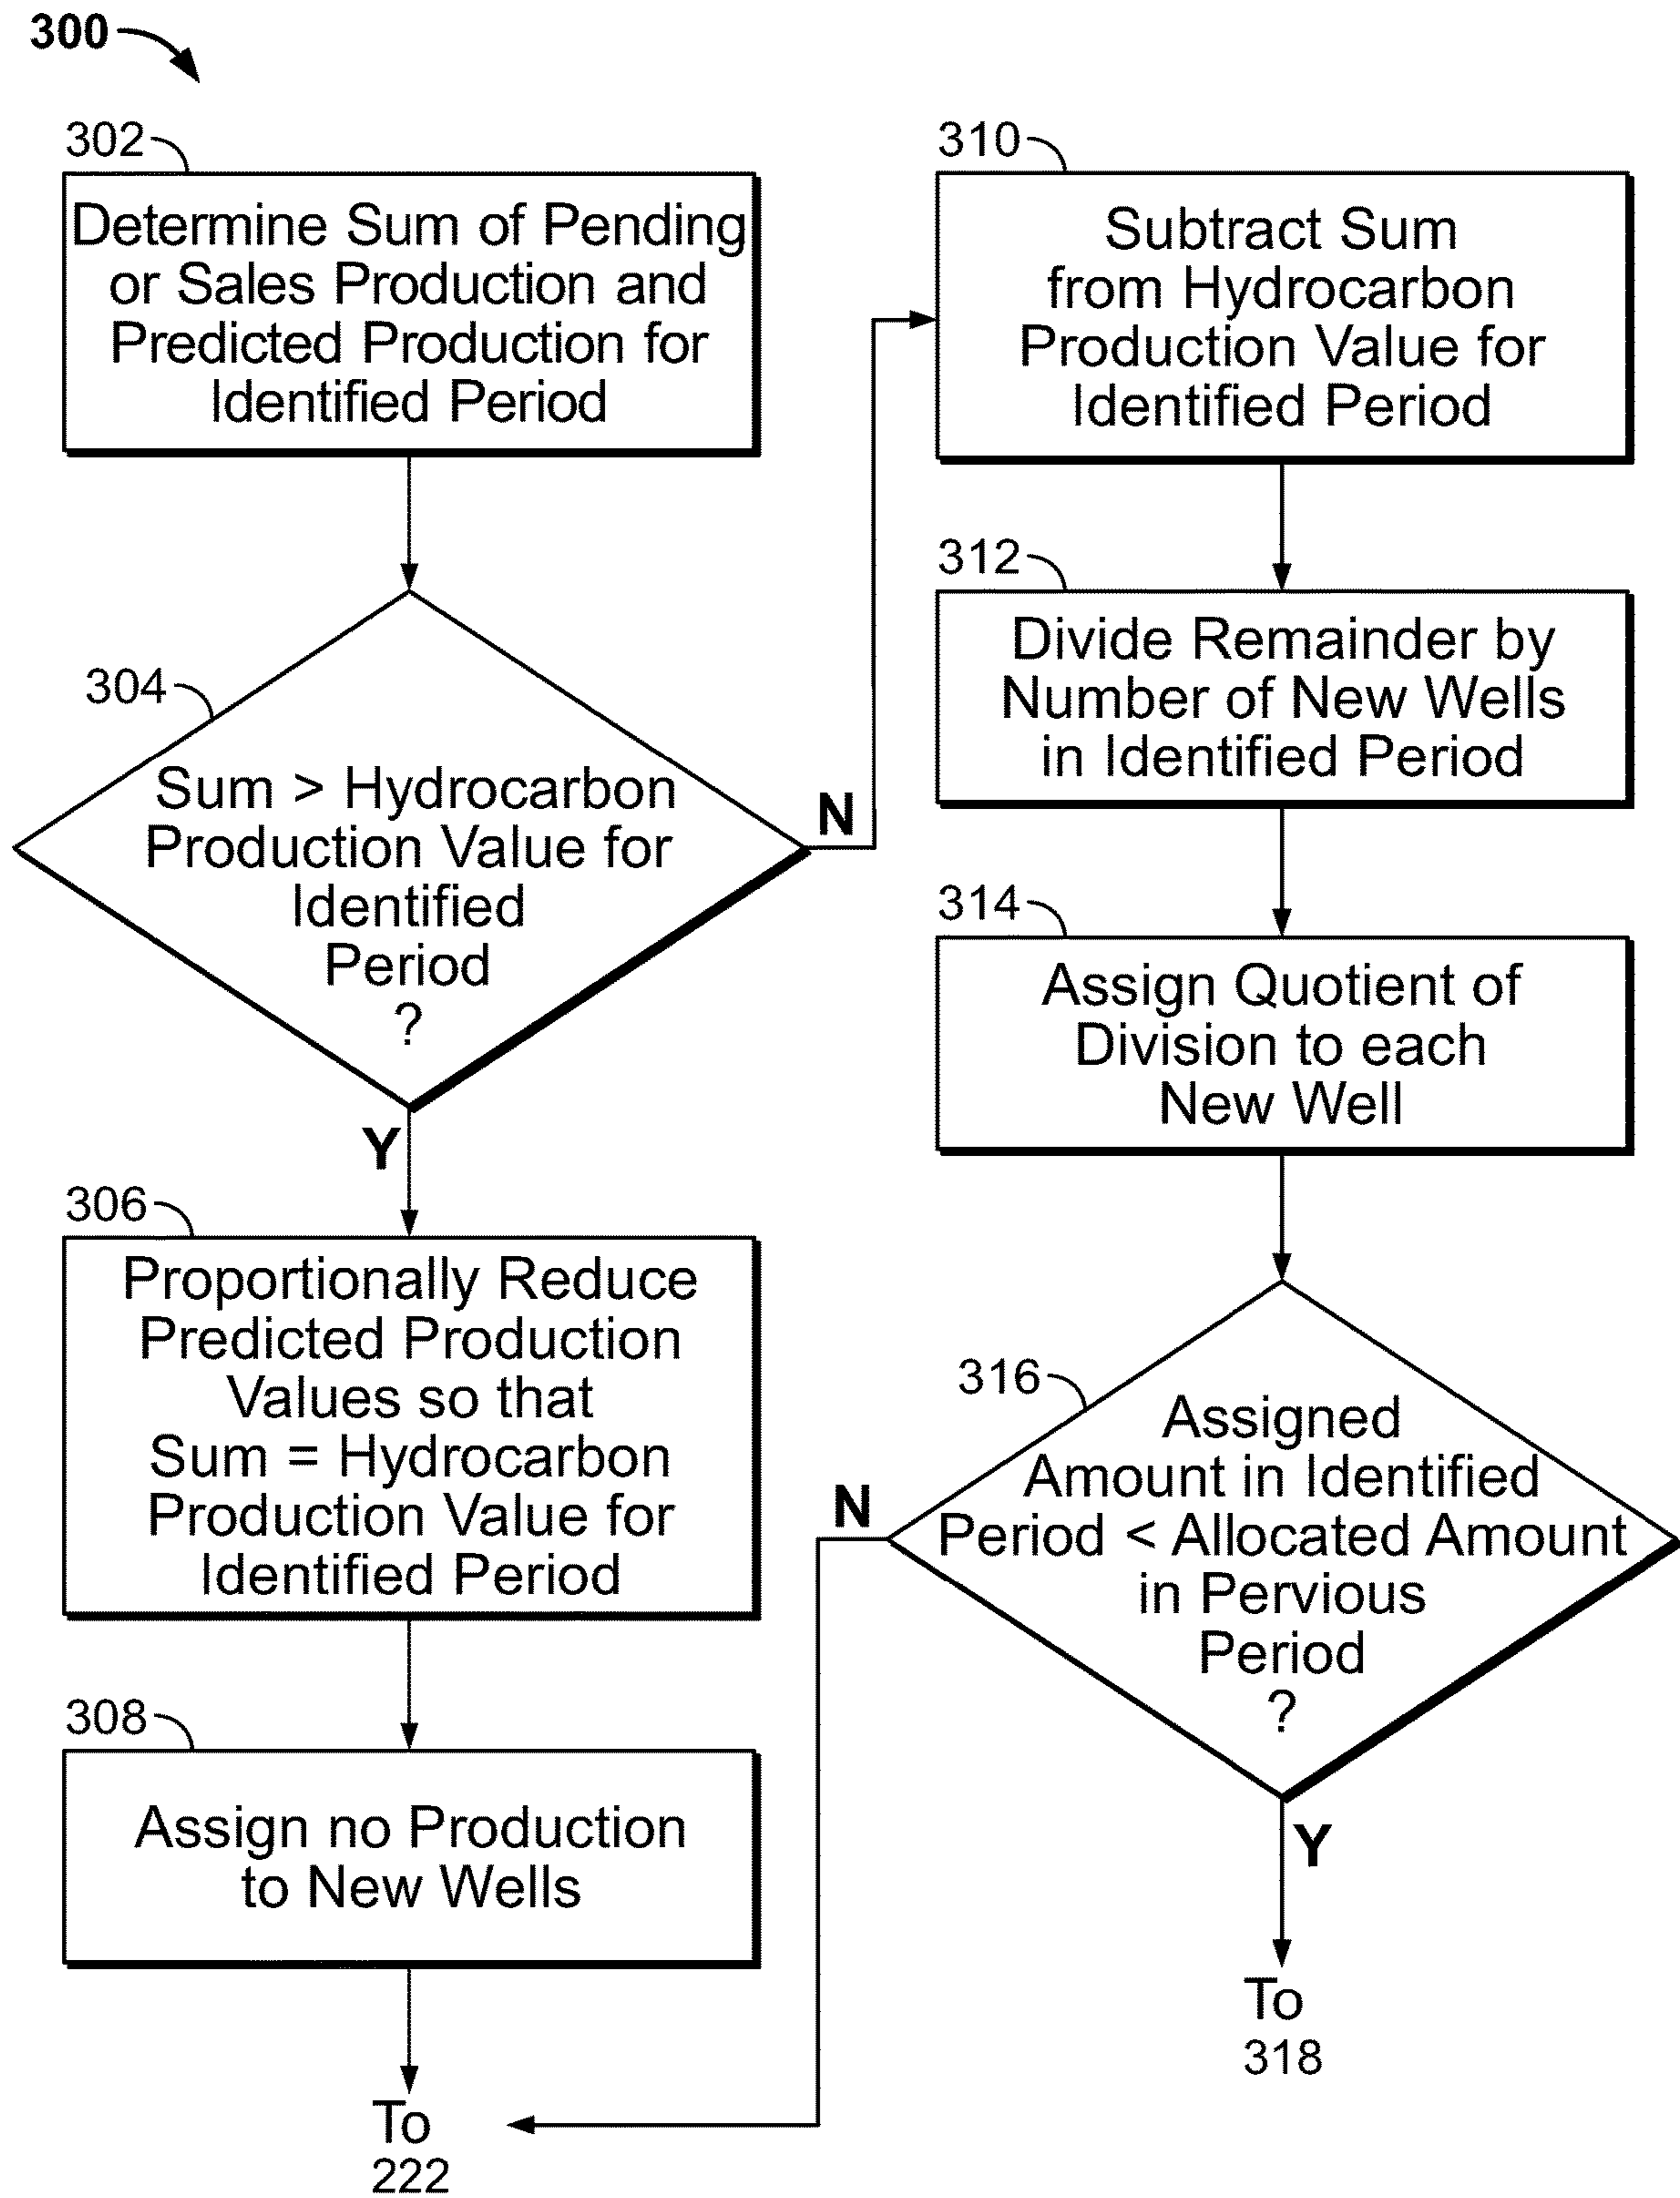 300
302
Determine Sum of Pending
or Sales Production and
Predicted Production for
Identified Period
304
Sum > Hydrocarbon
Production Value for
Identified
Period
?
N
Y
306
Proportionally Reduce
Predicted Production
Values so that
Sum = Hydrocarbon
Production Value for
Identified Period
308
Assign no Production
to New Wells
To
222
310
Subtract Sum
from Hydrocarbon
Production Value for
Identified Period
312
Divide Remainder by
Number of New Wells
in Identified Period
314
Assign Quotient of
Division to each
New Well
316
Assigned
Amount in Identified
Period < Allocated Amount
in Pervious
Period
?
N
Y
To
318